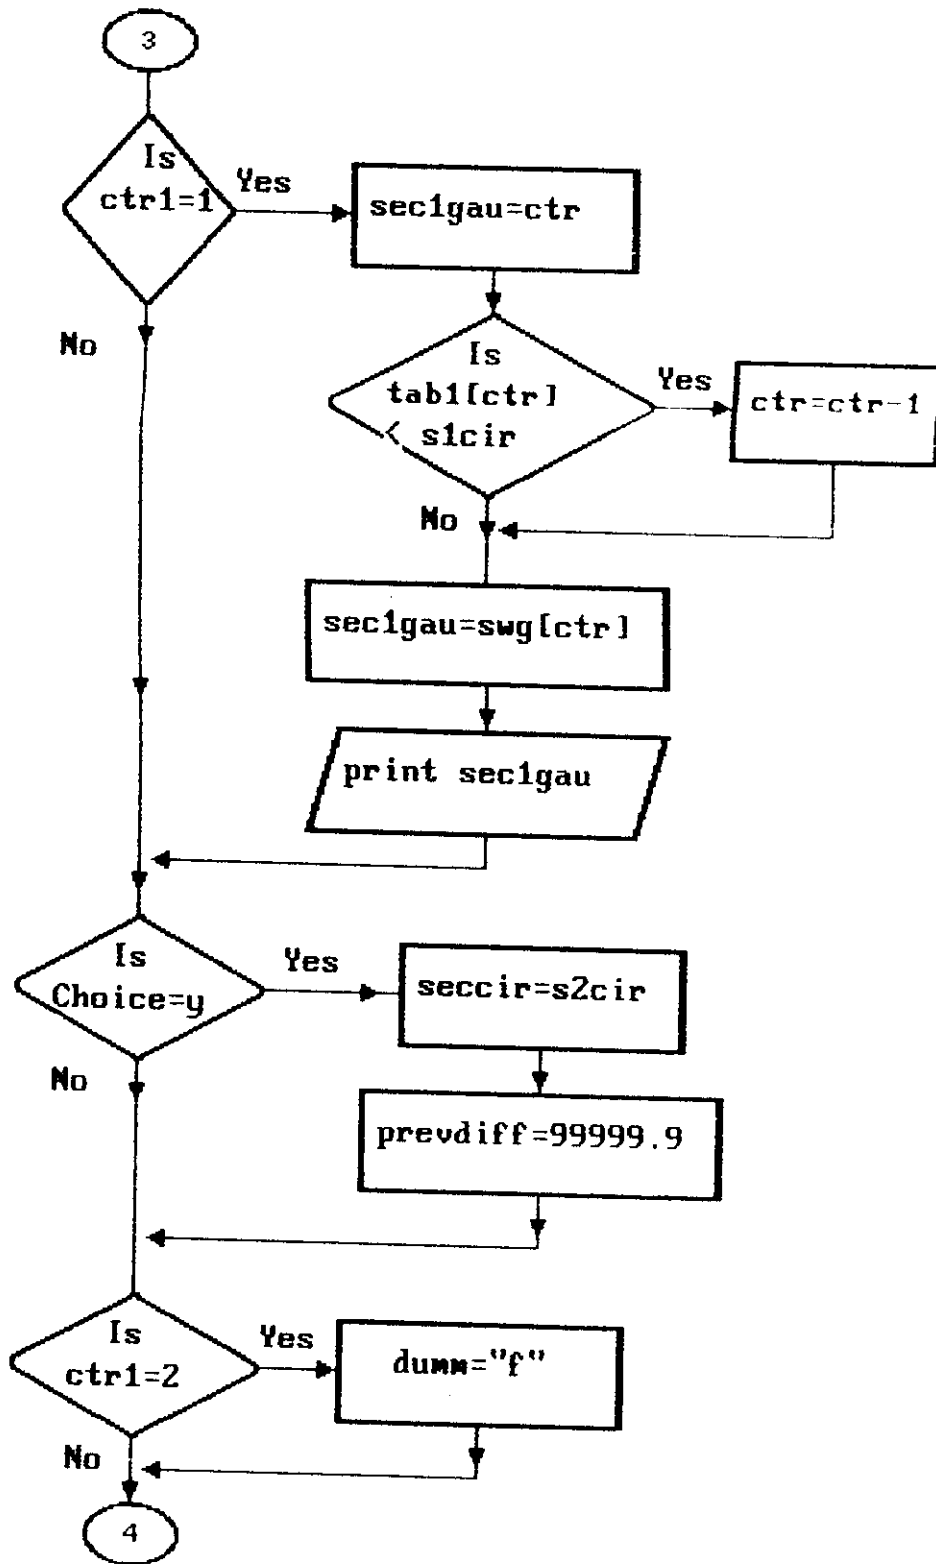 3
Is
ctr1=1
Yes
sec1gau=ctr
No
Is
tab1[ctr]
< s1cir
Yes
ctr=ctr-1
No
sec1gau=swg[ctr]
print sec1gau
Is
Choice=y
Yes
seccir=s2cir
No
prevdiff=99999.9
Is
ctr1=2
Yes
dumm="f"
No
4